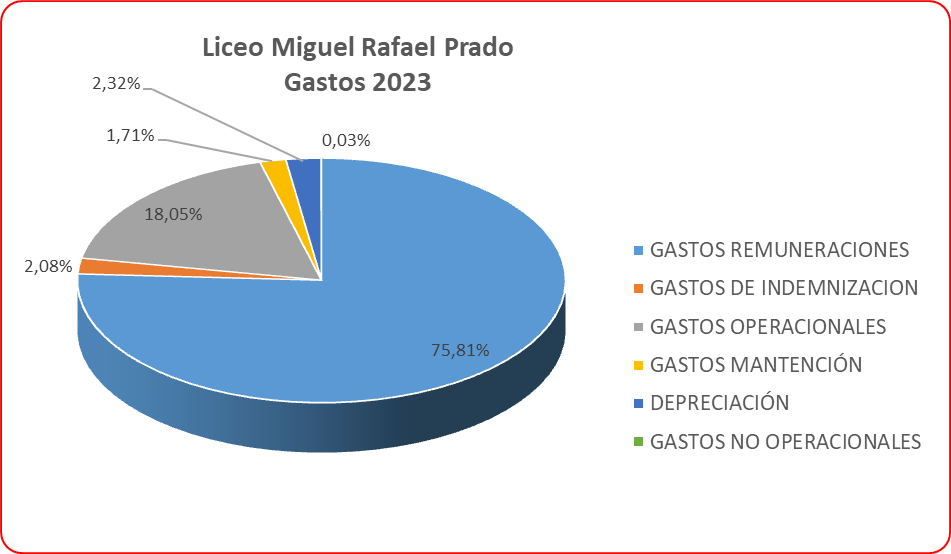 Liceo Miguel Rafael Prado
Gastos 2023
2,32%
1,71%
0,03%
18,05%
2,08%
75,81%
GASTOS REMUNERACIONES
GASTOS DE INDEMNIZACION
GASTOS OPERACIONALES
GASTOS MANTENCIÓN
DEPRECIACIÓN
GASTOS NO OPERACIONALES